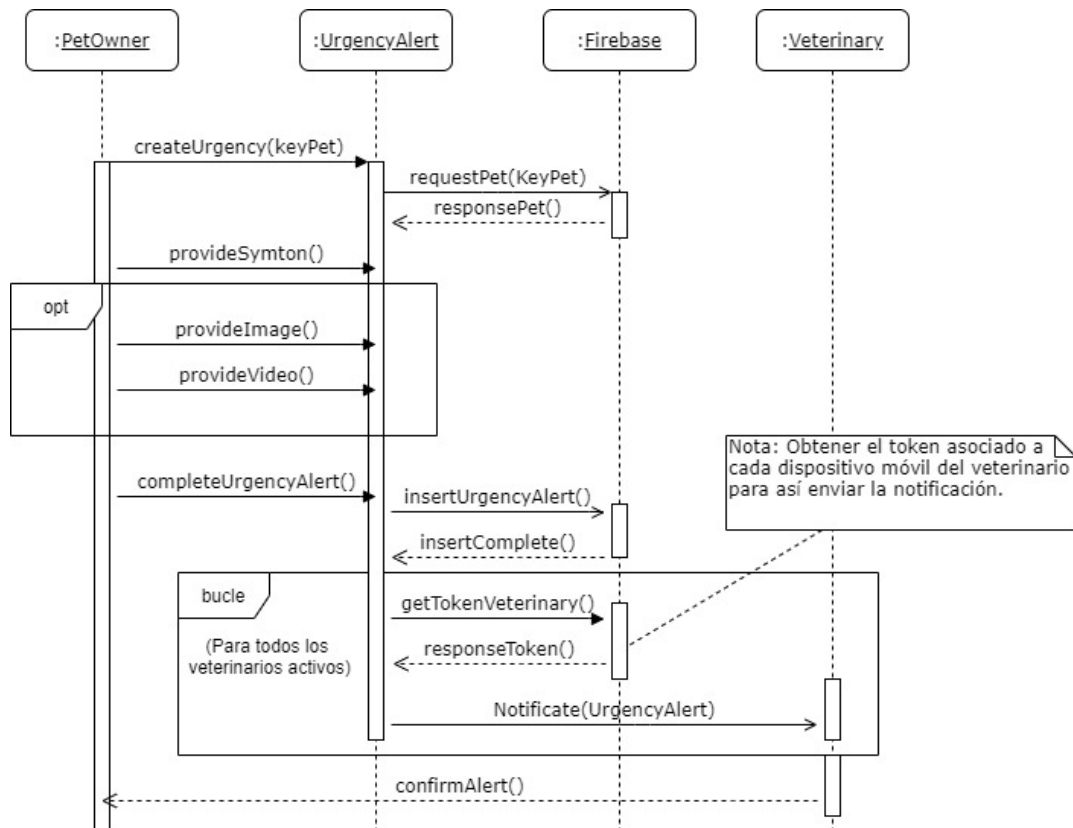 :PetOwner
:UrgencyAlert
:Firebase
:Veterinary
createUrgency(keyPet)
requestPet(KeyPet)
responsePet()
provideSymton()
opt
provideImage()
provideVideo()
Nota: Obtener el token asociado a
cada dispositivo móvil del veterinario
para así enviar la notificación.
completeUrgencyAlert()
insertUrgencyAlert()
insertComplete()
bucle
(Para todos los
veterinarios activos)
getTokenVeterinary()
responseToken()
Notificate(UrgencyAlert)
confirmAlert()